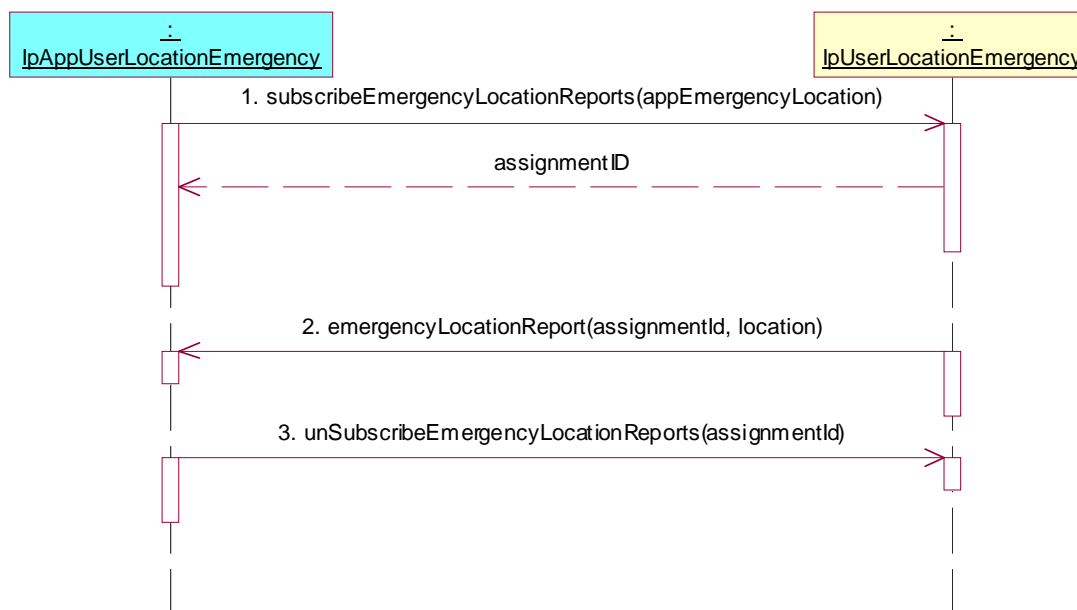 :
IpAppUserLocationEmergency
:
IpUserLocationEmergency
1. subscribeEmergencyLocationReports(appEmergencyLocation)
assignmentID
2. emergencyLocationReport(assignmentId, location)
3. unSubscribeEmergencyLocationReports(assignmentId)